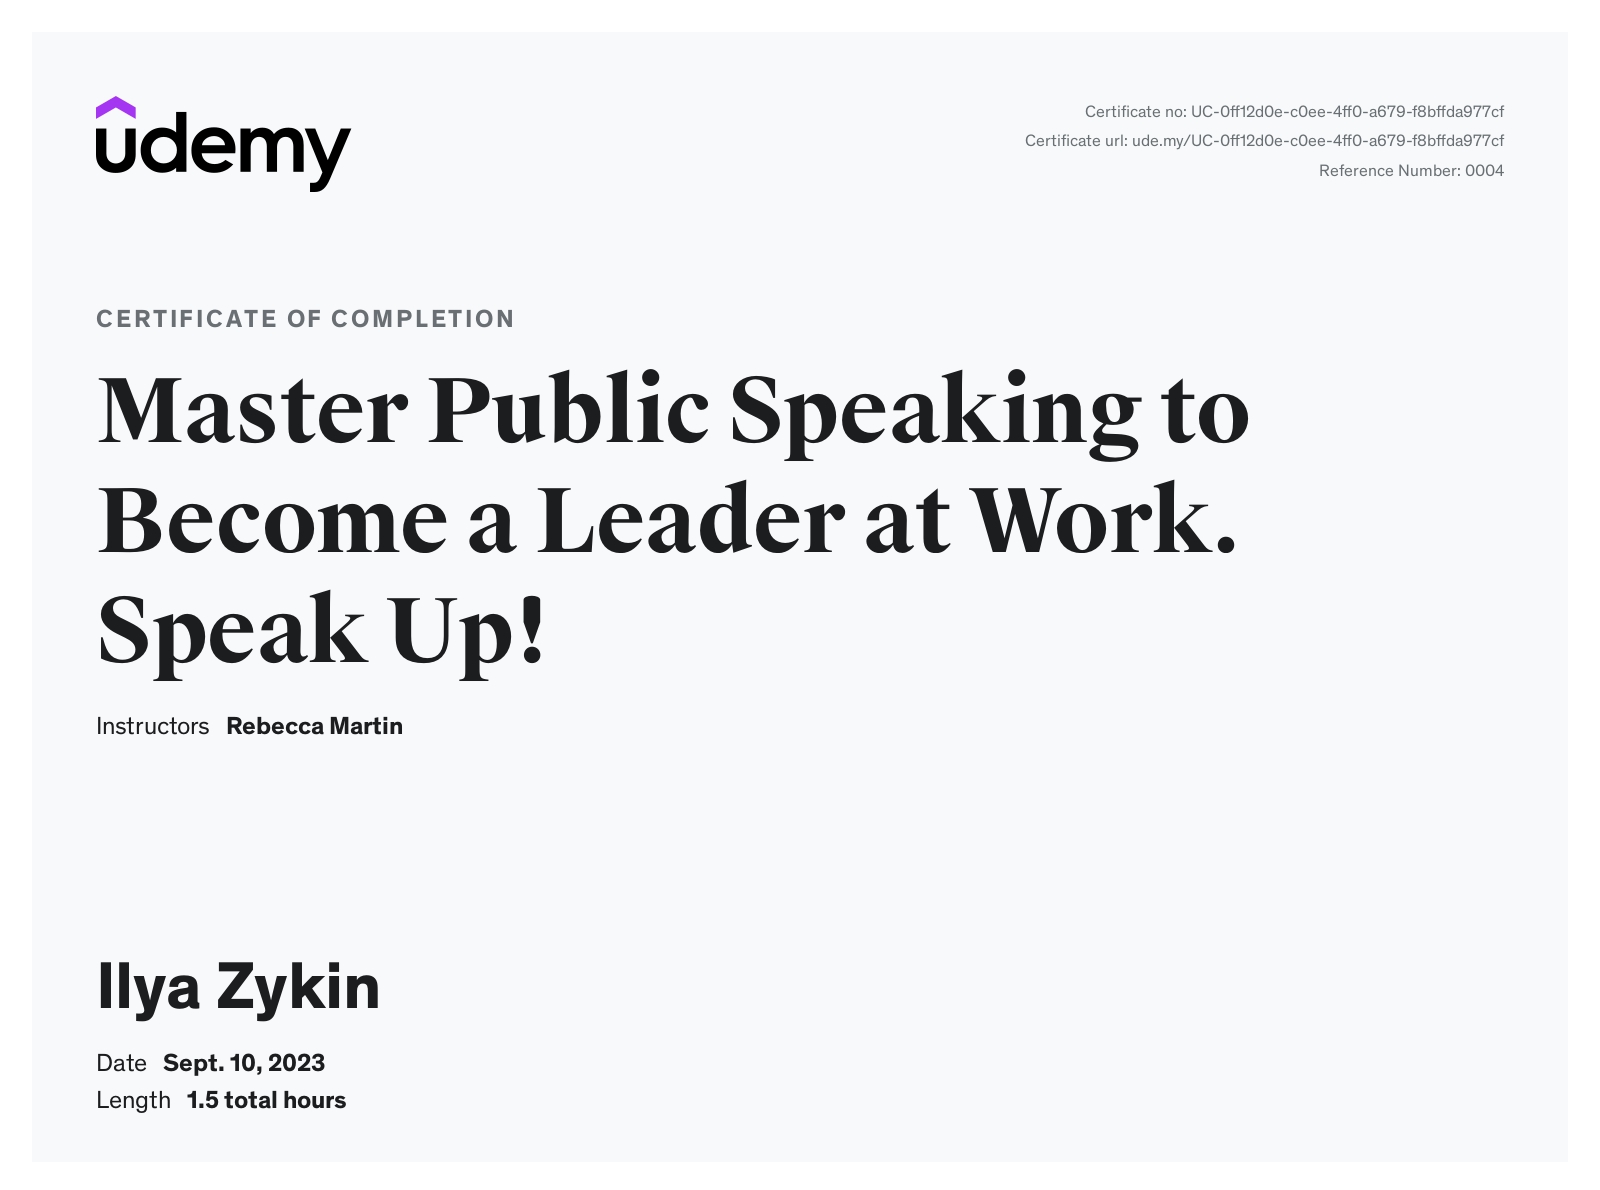 udemy
Certificate no: UC-0ff12d0e-c0ee-4ff0-a679-f8bffda977cf
Certificate url: ude.my/UC-0ff12d0e-c0ee-4ff0-a679-f8bffda977cf
Reference Number: 0004
CERTIFICATE OF COMPLETION
Master Public Speaking to
Become a Leader at Work.
Speak Up!
Instructors Rebecca Martin
Ilya Zykin
Date Sept. 10, 2023
Length 1.5 total hours